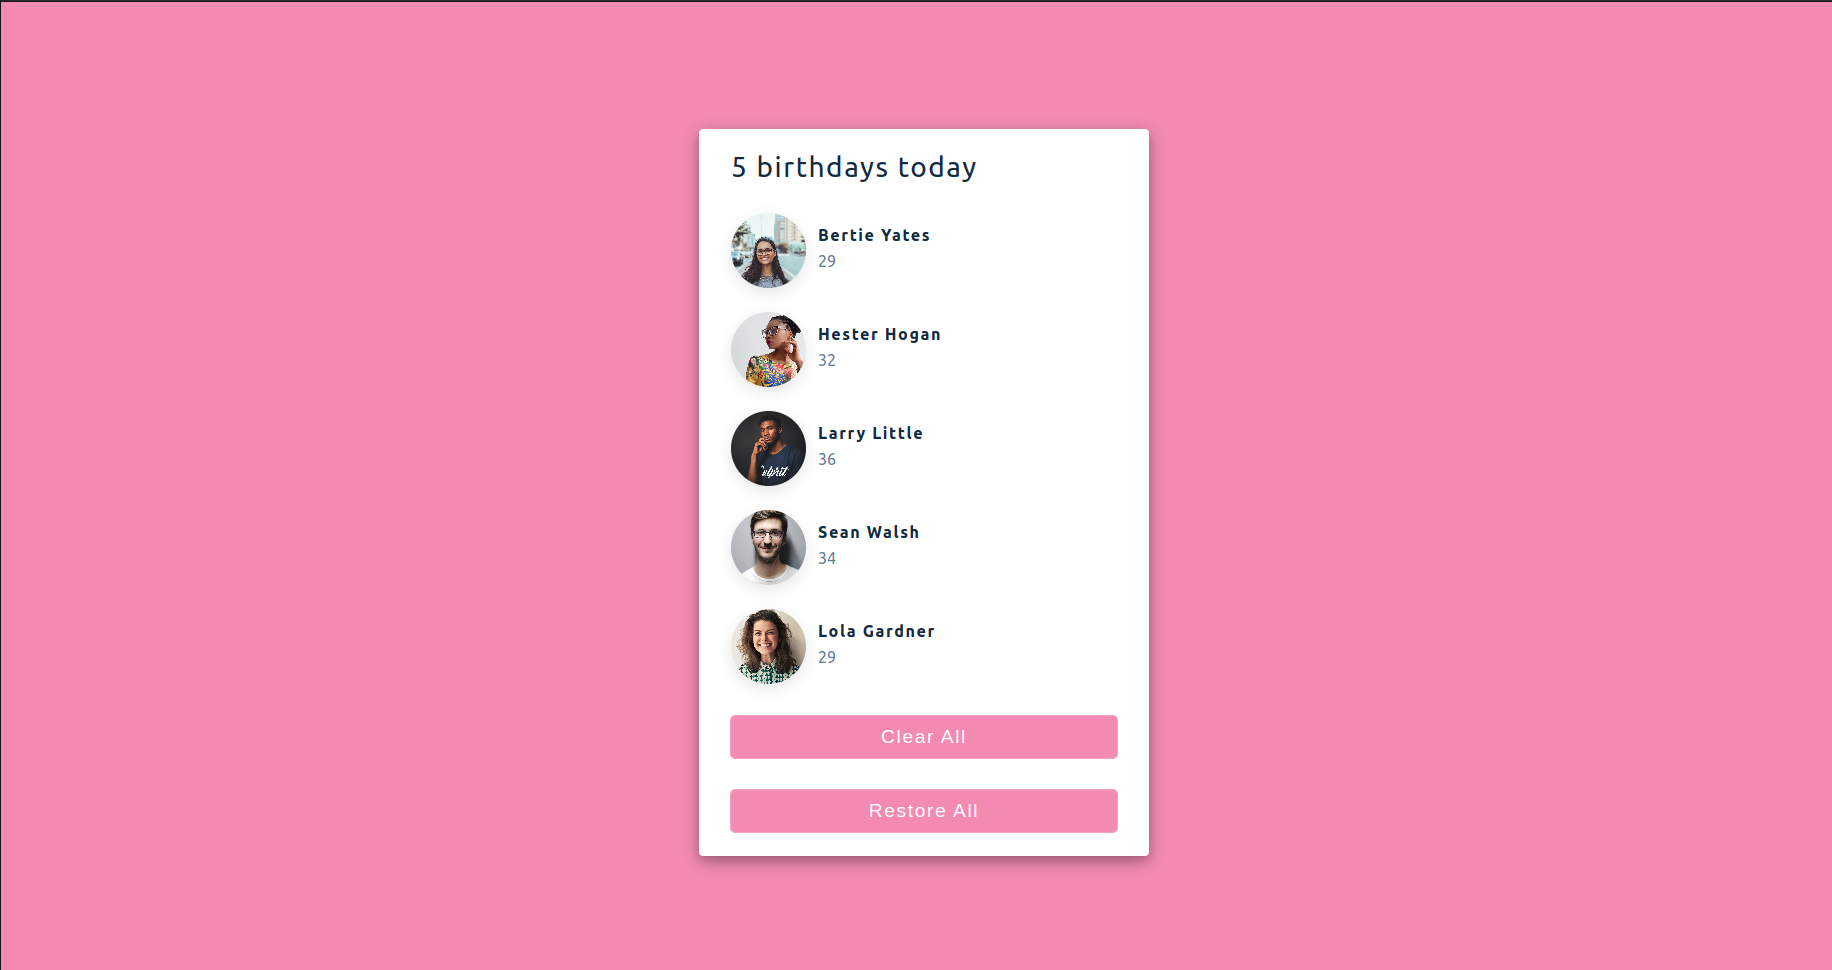 5 birthdays today
Bertie Yates
29
Hester Hogan
32
Larry Little
36
Sean Walsh
34
Lola Gardner
29
Clear All
Restore All